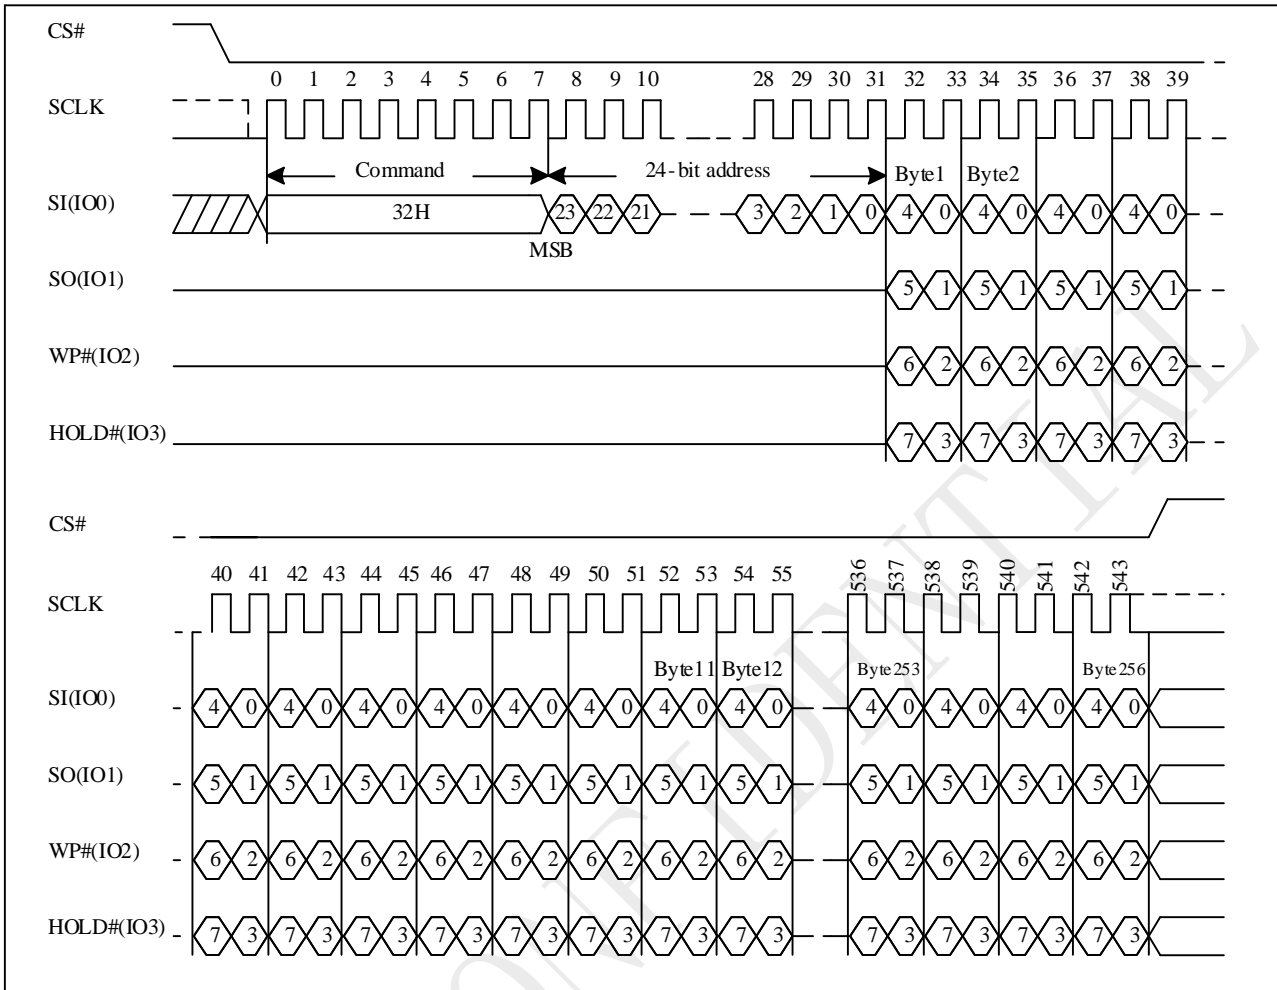 CS#
0 1 2 3 4 5 6 7 8 9 10 28 29 30 31 32 33 34 35 36 37 38 39
SCLK
Command 24-bit address Byte1 Byte2
SI(IO0) 32H 23 22 21 3 2 1 0 4 0 4 0 4 0 4 0
MSB
SO(IO1) 5 1 5 1 5 1 5 1
WP#(IO2) 6 2 6 2 6 2 6 2
HOLD#(IO3) 7 3 7 3 7 3 7 3
CS#
40 41 42 43 44 45 46 47 48 49 50 51 52 53 54 55 536 537 538 539 540 541 542 543
SCLK
Byte11 Byte12 Byte253 Byte256
SI(IO0) 4 0 4 0 4 0 4 0 4 0 4 0 4 0 4 0 4 0 4 0 4 0 4 0
SO(IO1) 5 1 5 1 5 1 5 1 5 1 5 1 5 1 5 1 5 1 5 1 5 1 5 1
WP#(IO2) 6 2 6 2 6 2 6 2 6 2 6 2 6 2 6 2 6 2 6 2 6 2 6 2
HOLD#(IO3) 7 3 7 3 7 3 7 3 7 3 7 3 7 3 7 3 7 3 7 3 7 3 7 3
CONFIDENTIAL